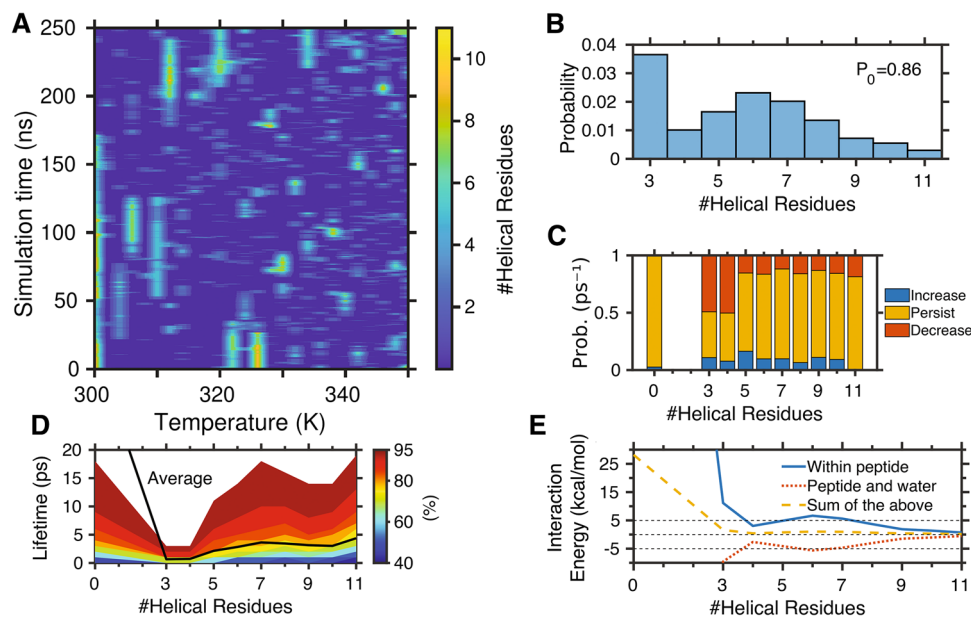 A
250
200
150
100
50
0
Simulation time (ns)
300
320
340
Temperature (K)
10
8
6
4
2
#Helical Residues
B
0.04
0.03
0.02
0.01
0
Probability
P0=0.86
3
5
7
9
11
#Helical Residues
C
1
0.5
0
Prob. (ps⁻¹)
0
3
5
7
9
11
#Helical Residues
Increase
Persist
Decrease
D
20
15
10
5
0
Lifetime (ps)
Average
0
3
5
7
9
11
#Helical Residues
95
80
60
40
(%)
E
25
15
5
-5
Interaction
Energy (kcal/mol)
Within peptide
Peptide and water
Sum of the above
0
3
5
7
9
11
#Helical Residues